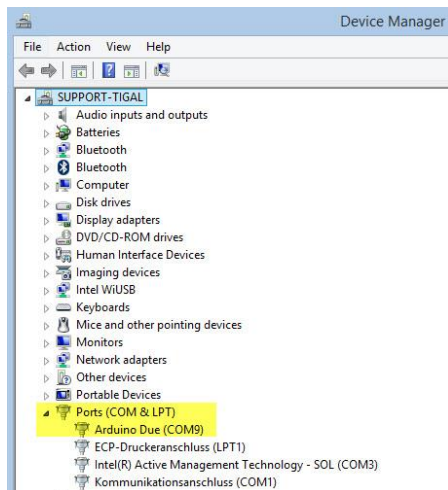 Device Manager
File Action View Help
SUPPORT-TIGAL
Audio inputs and outputs
Batteries
Bluetooth
Bluetooth
Computer
Disk drives
Display adapters
DVD/CD-ROM drives
Human Interface Devices
Imaging devices
Intel WiUSB
Keyboards
Mice and other pointing devices
Monitors
Network adapters
Other devices
Portable Devices
Ports (COM & LPT)
Arduino Due (COM9)
ECP-Druckeranschluss (LPT1)
Intel(R) Active Management Technology - SOL (COM3)
Kommunikationsanschluss (COM1)